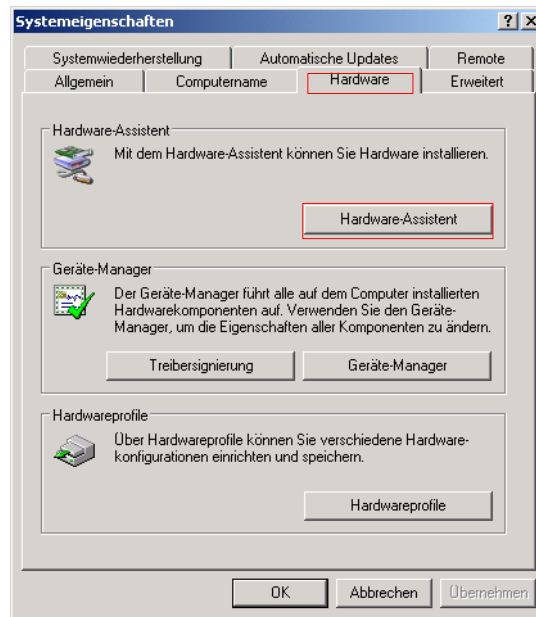 Systemeigenschaften
Systemwiederherstellung Automatische Updates Remote
Allgemein Computername Hardware Erweitert
Hardware-Assistent
Mit dem Hardware-Assistent können Sie Hardware installieren.
Hardware-Assistent
Geräte-Manager
Der Geräte-Manager führt alle auf dem Computer installierten
Hardwarekomponenten auf. Verwenden Sie den Geräte-
Manager, um die Eigenschaften aller Komponenten zu ändern.
Treibersignierung Geräte-Manager
Hardwareprofile
Über Hardwareprofile können Sie verschiedene Hardware-
konfigurationen einrichten und speichern.
Hardwareprofile
OK Abbrechen Übernehmen